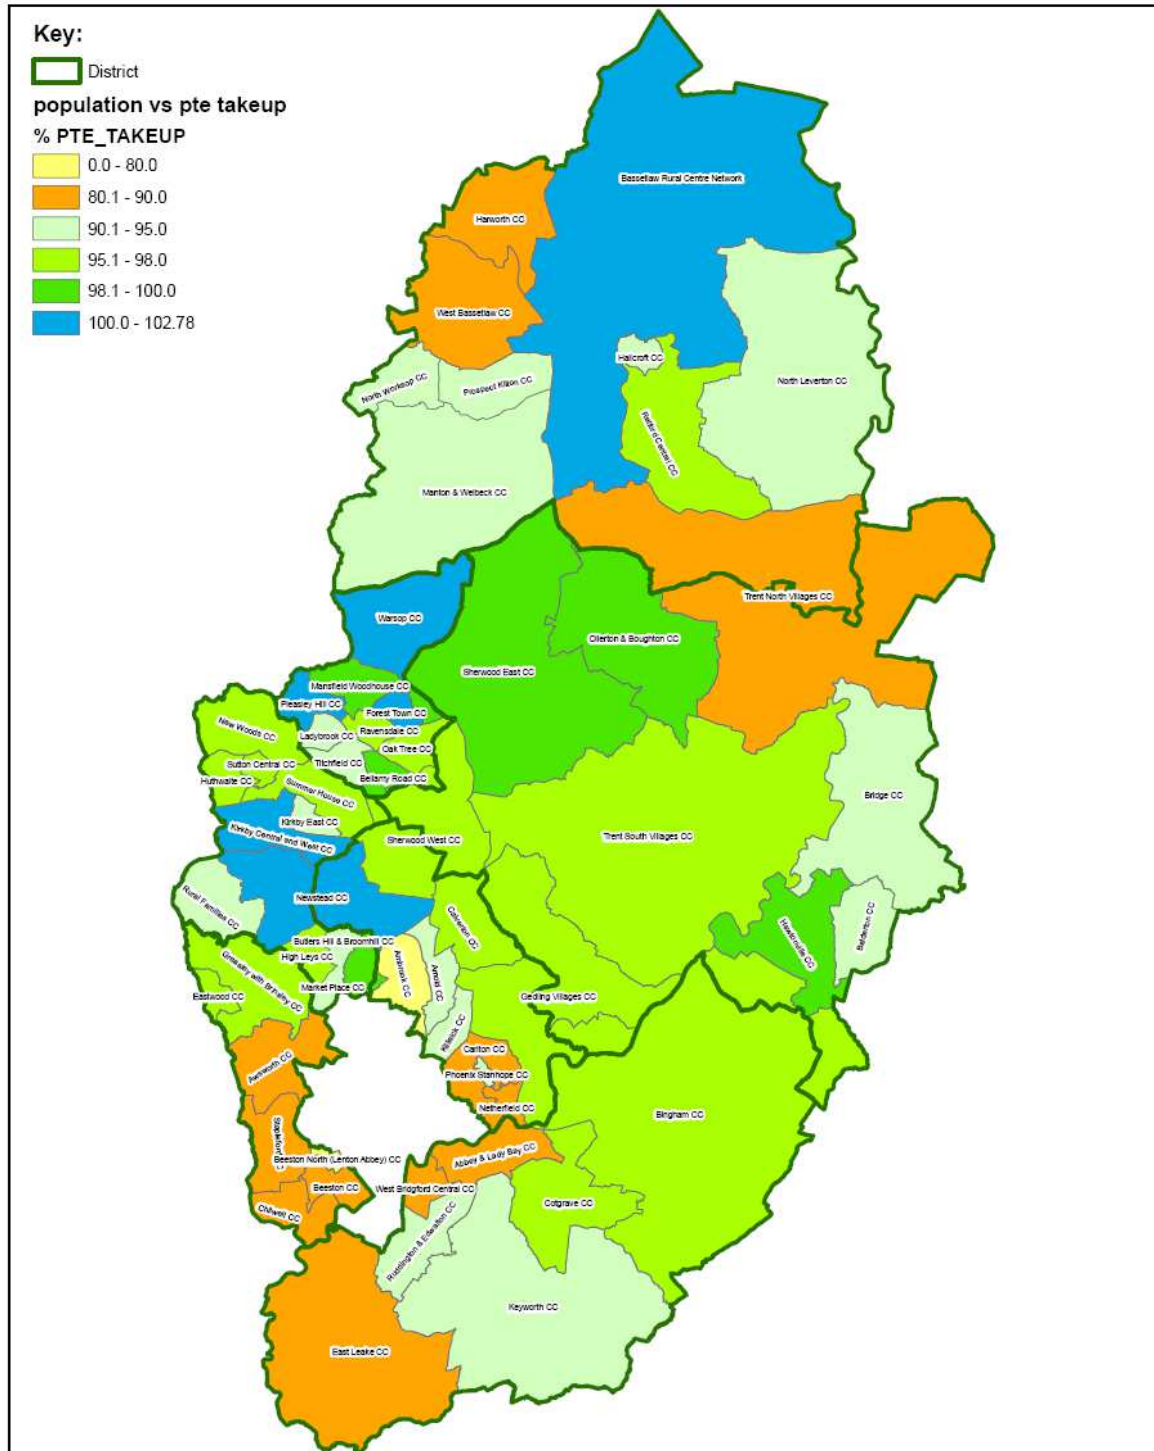 Key:
District
population vs pte takeup
% PTE_TAKEUP
0.0 - 80.0
80.1 - 90.0
90.1 - 95.0
95.1 - 98.0
98.1 - 100.0
100.0 - 102.78
Bassetlaw Rural Centre Network
Harworth CC
West Bassetlaw CC
Hallcroft CC
North Leverton CC
North Worksop CC
Prospect Kilton CC
Retford Central CC
Manton & Welbeck CC
Trent North Villages CC
Warsop CC
Ollerton & Boughton CC
Sherwood East CC
Mansfield Woodhouse CC
Pleasley Hill CC
Forest Town CC
New Woods CC
Ravensdale CC
Ladybrook CC
Oak Tree CC
Sutton Central CC
Titchfield CC
Huthwaite CC
Bellamy Road CC
Summer House CC
Bridge CC
Kirkby East CC
Kirkby Central and West CC
Sherwood West CC
Trent South Villages CC
Rural Families CC
Newstead CC
Calverton CC
Hawtonville CC
Balderton CC
Butlers Hill & Broomhill CC
High Leys CC
Arnbrook CC
Arnold CC
Market Place CC
Greasley with Brinsley CC
Eastwood CC
Gedling Villages CC
Killisick CC
Carlton CC
Awsworth CC
Phoenix Stanhope CC
Netherfield CC
Bingham CC
Stapleford CC
Abbey & Lady Bay CC
Beeston North (Lenton Abbey) CC
Beeston CC
West Bridgford Central CC
Cotgrave CC
Chilwell CC
Ruddington & Edwalton CC
Keyworth CC
East Leake CC